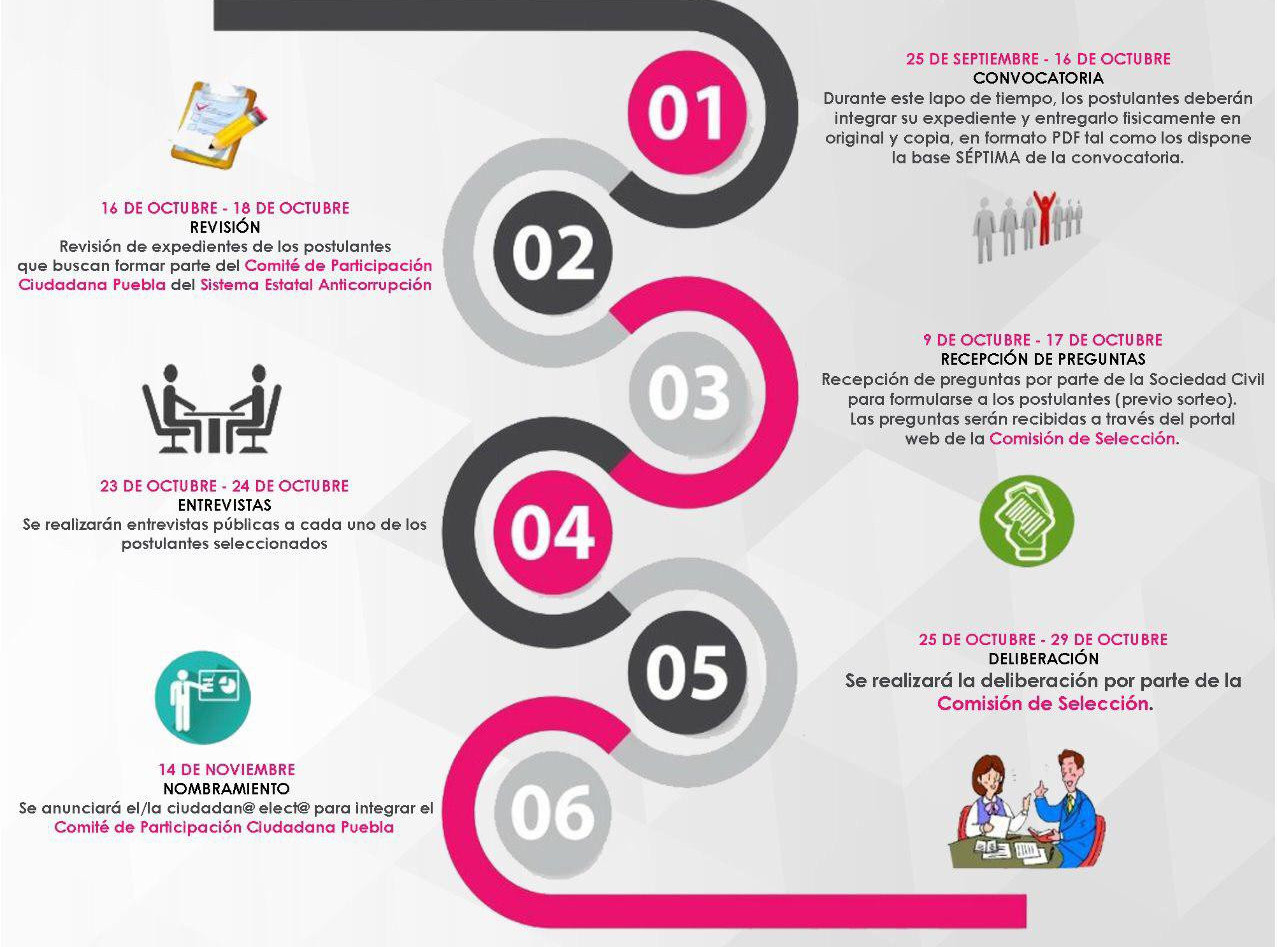 01
25 DE SEPTIEMBRE - 16 DE OCTUBRE
CONVOCATORIA
Durante este lapo de tiempo, los postulantes deberán
integrar su expediente y entregarlo fisicamente en
original y copia, en formato PDF tal como los dispone
la base SÉPTIMA de la convocatoria.
02
16 DE OCTUBRE - 18 DE OCTUBRE
REVISIÓN
Revisión de expedientes de los postulantes
que buscan formar parte del Comité de Participación
Ciudadana Puebla del Sistema Estatal Anticorrupción
03
9 DE OCTUBRE - 17 DE OCTUBRE
RECEPCIÓN DE PREGUNTAS
Recepción de preguntas por parte de la Sociedad Civil
para formularse a los postulantes (previo sorteo).
Las preguntas serán recibidas a través del portal
web de la Comisión de Selección.
04
23 DE OCTUBRE - 24 DE OCTUBRE
ENTREVISTAS
Se realizarán entrevistas públicas a cada uno de los
postulantes seleccionados
05
25 DE OCTUBRE - 29 DE OCTUBRE
DELIBERACIÓN
Se realizará la deliberación por parte de la
Comisión de Selección.
06
14 DE NOVIEMBRE
NOMBRAMIENTO
Se anunciará el/la ciudadan@ elect@ para integrar el
Comité de Participación Ciudadana Puebla